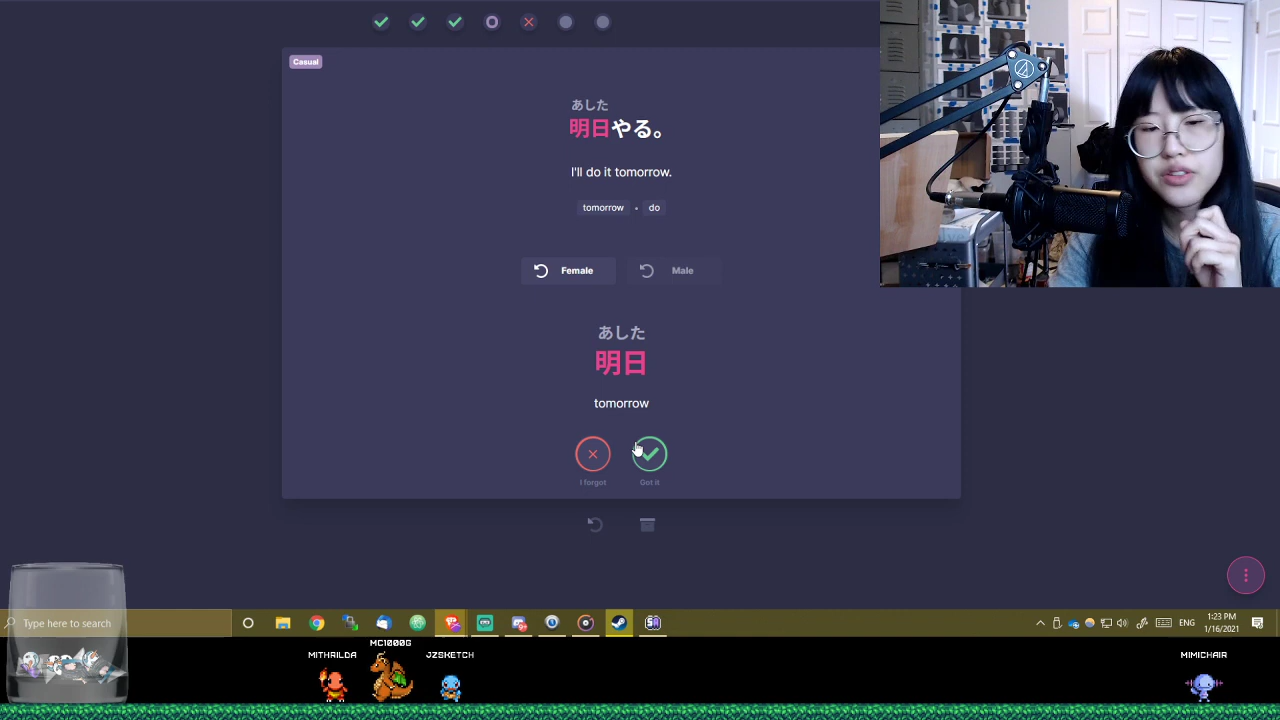 Casual
あした
明日やる。
I'll do it tomorrow.
tomorrow • do
Female
Male
あした
明日
tomorrow
I forgot
Got it
Type here to search
ENG
1:23 PM
1/16/2021
MITHRILDA
MC1000G
JZSKETCH
MIMICHAIR